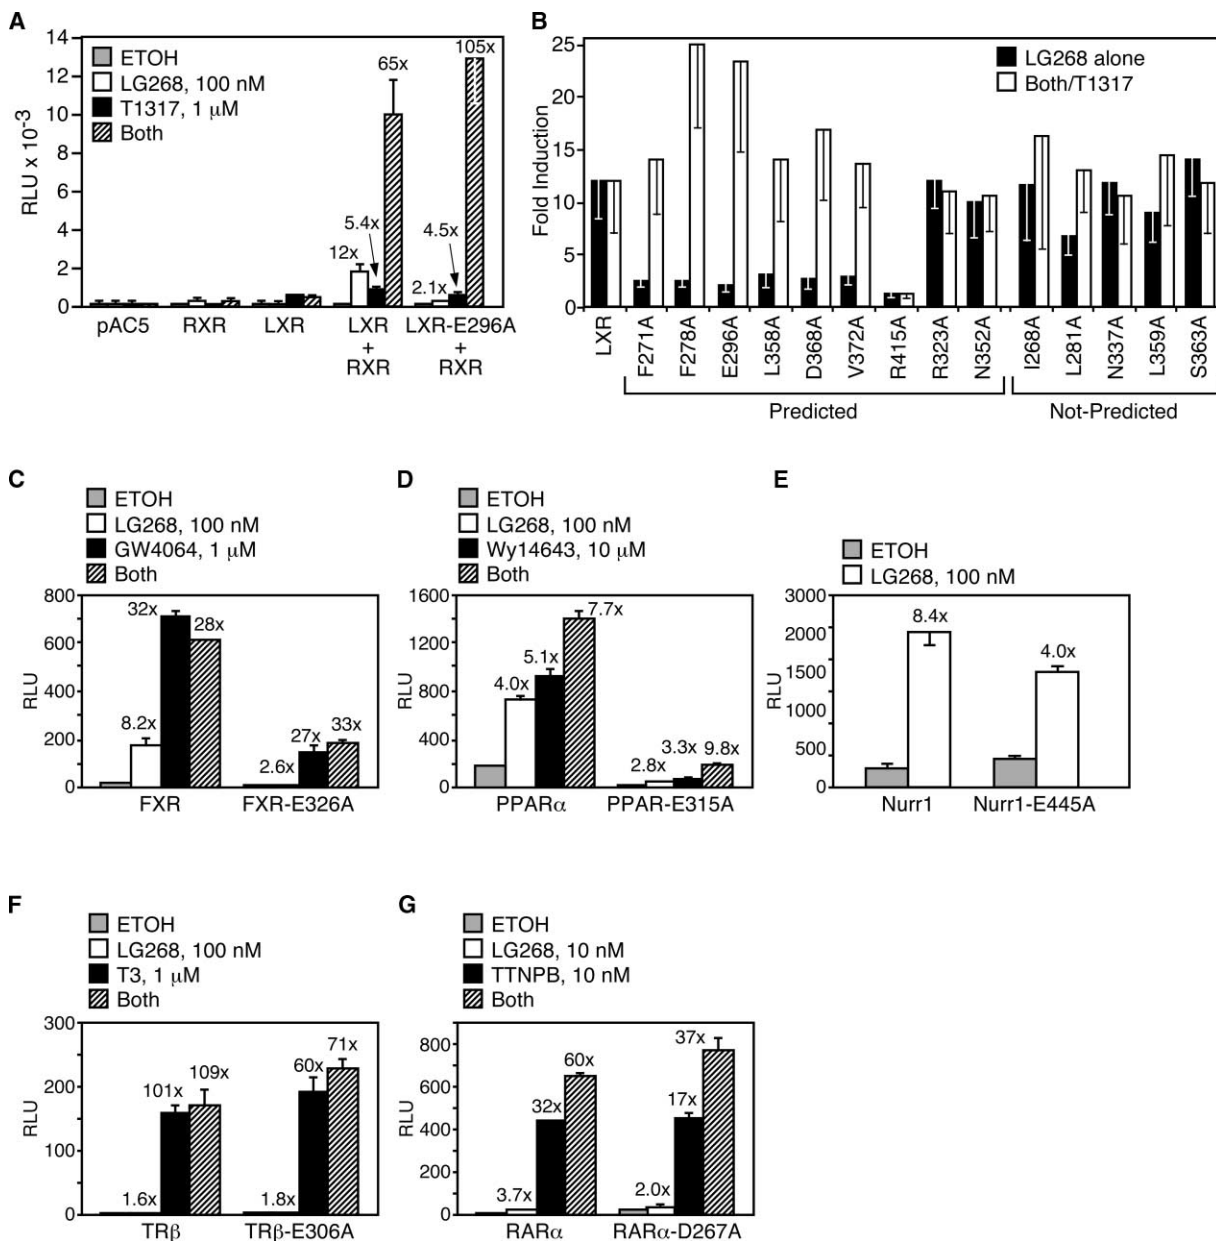 A
14
12
10
8
6
4
2
0
RLU x 10-3
ETOH
LG268, 100 nM
T1317, 1 μM
Both
12x
5.4x
65x
2.1x
4.5x
105x
pAC5
RXR
LXR
LXR
+
RXR
LXR-E296A
+
RXR
B
25
20
15
10
5
0
Fold Induction
LG268 alone
Both/T1317
LXR
F271A
F278A
E296A
L358A
D368A
V372A
R415A
R323A
N352A
I268A
L281A
N337A
L359A
S363A
Predicted
Not-Predicted
C
ETOH
LG268, 100 nM
GW4064, 1 μM
Both
800
600
400
200
0
RLU
8.2x
32x
28x
2.6x
27x
33x
FXR
FXR-E326A
D
ETOH
LG268, 100 nM
Wy14643, 10 μM
Both
1600
1200
800
400
0
RLU
4.0x
5.1x
7.7x
2.8x
3.3x
9.8x
PPARα
PPAR-E315A
E
ETOH
LG268, 100 nM
3000
2000
1500
1000
500
0
RLU
8.4x
4.0x
Nurr1
Nurr1-E445A
F
ETOH
LG268, 100 nM
T3, 1 μM
Both
300
200
100
0
RLU
1.6x
101x
109x
1.8x
60x
71x
TRβ
TRβ-E306A
G
ETOH
LG268, 10 nM
TTNPB, 10 nM
Both
800
600
400
200
0
RLU
3.7x
32x
60x
2.0x
17x
37x
RARα
RARα-D267A